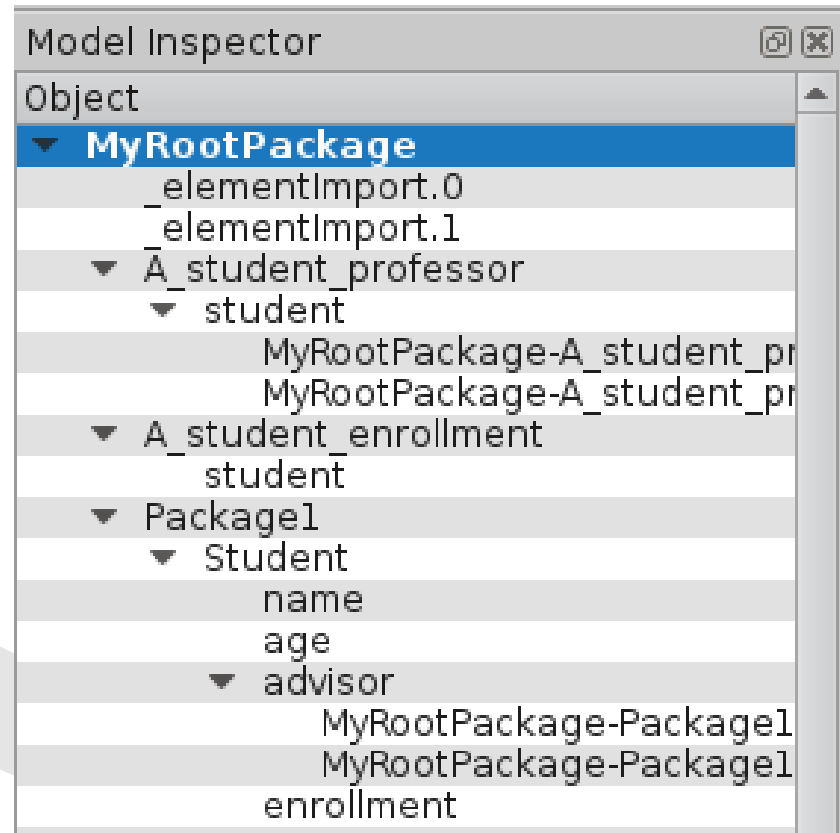 Model Inspector
Object
MyRootPackage
_elementImport.0
_elementImport.1
A_student_professor
student
MyRootPackage-A_student_pr
MyRootPackage-A_student_pr
A_student_enrollment
student
Package1
Student
name
age
advisor
MyRootPackage-Package1
MyRootPackage-Package1
enrollment